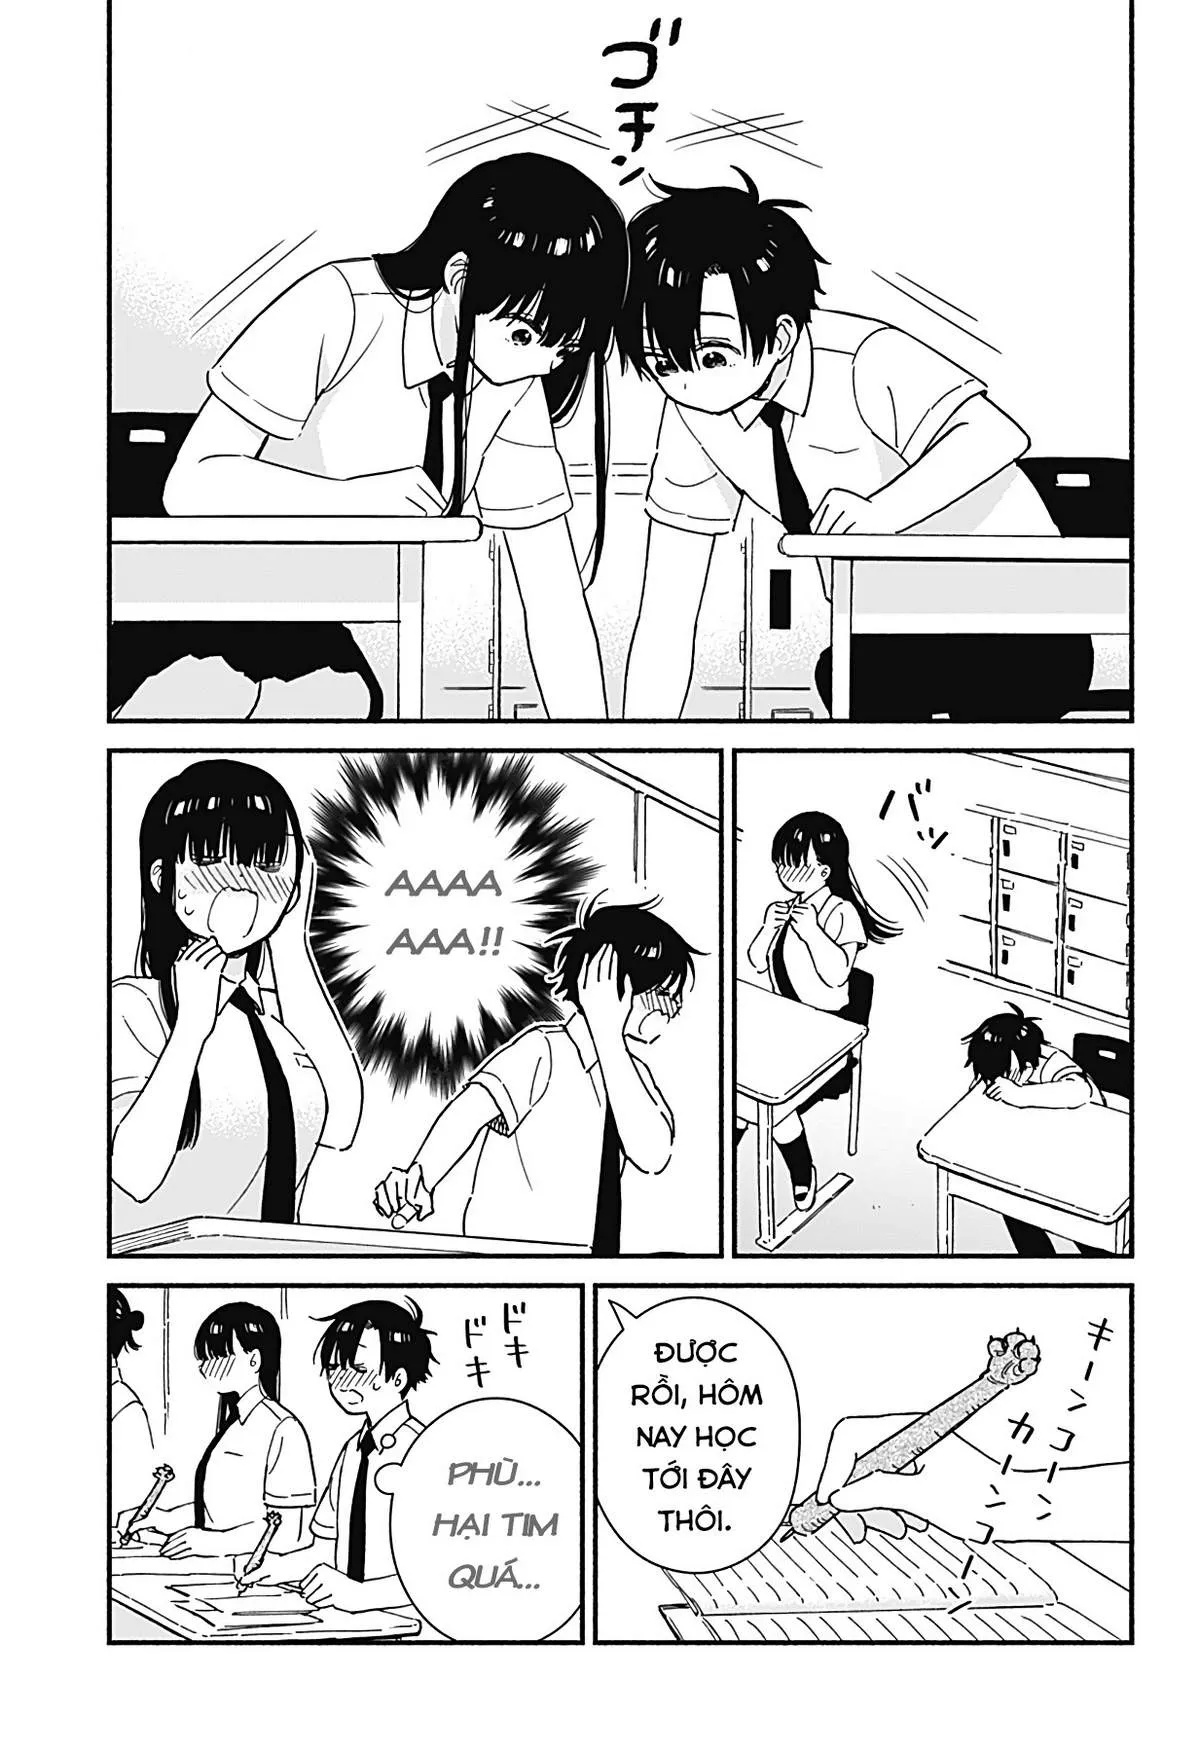 ゴチン
バッ
AAAA
AAA!!
キーンコーン
カーンコーン
ĐƯỢC
RỒI, HÔM
NAY HỌC
TỚI ĐÂY
THÔI.
ドキ
ドキ
PHÙ...
HẠI TIM
QUÁ...